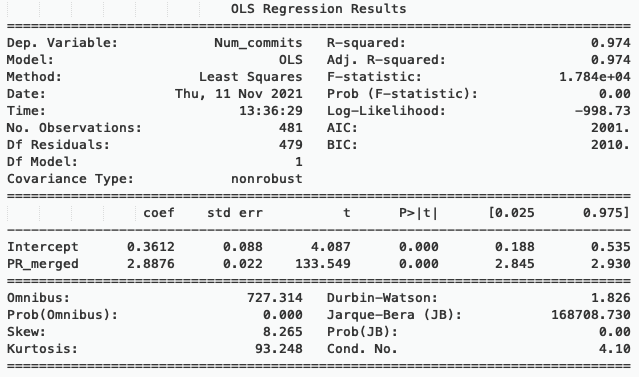 OLS Regression Results
Dep. Variable: Num_commits R-squared: 0.974
Model: OLS Adj. R-squared: 0.974
Method: Least Squares F-statistic: 1.784e+04
Date: Thu, 11 Nov 2021 Prob (F-statistic): 0.00
Time: 13:36:29 Log-Likelihood: -998.73
No. Observations: 481 AIC: 2001.
Df Residuals: 479 BIC: 2010.
Df Model: 1
Covariance Type: nonrobust
coef std err t P>|t| [0.025 0.975]
Intercept 0.3612 0.088 4.087 0.000 0.188 0.535
PR_merged 2.8876 0.022 133.549 0.000 2.845 2.930
Omnibus: 727.314 Durbin-Watson: 1.826
Prob(Omnibus): 0.000 Jarque-Bera (JB): 168708.730
Skew: 8.265 Prob(JB): 0.00
Kurtosis: 93.248 Cond. No. 4.10